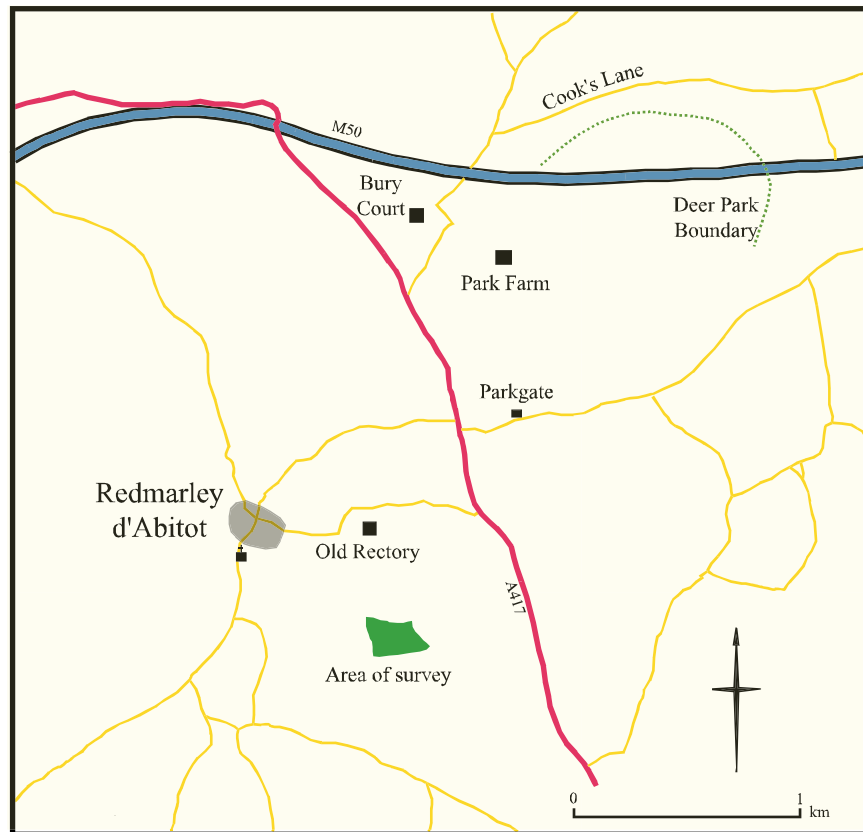 Cook's Lane
M50
Bury
Court
Deer Park
Boundary
Park Farm
Parkgate
Redmarley
d'Abitot
Old Rectory
A417
Area of survey
0 1
km